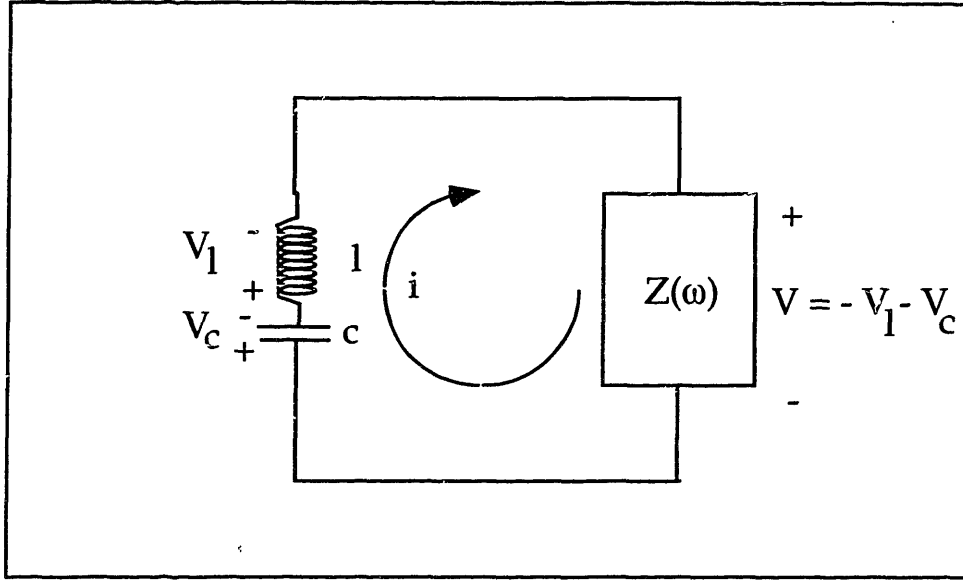 +
V_l - l
+ i Z(ω) V = - V_l - V_c
V_c - c
+
-